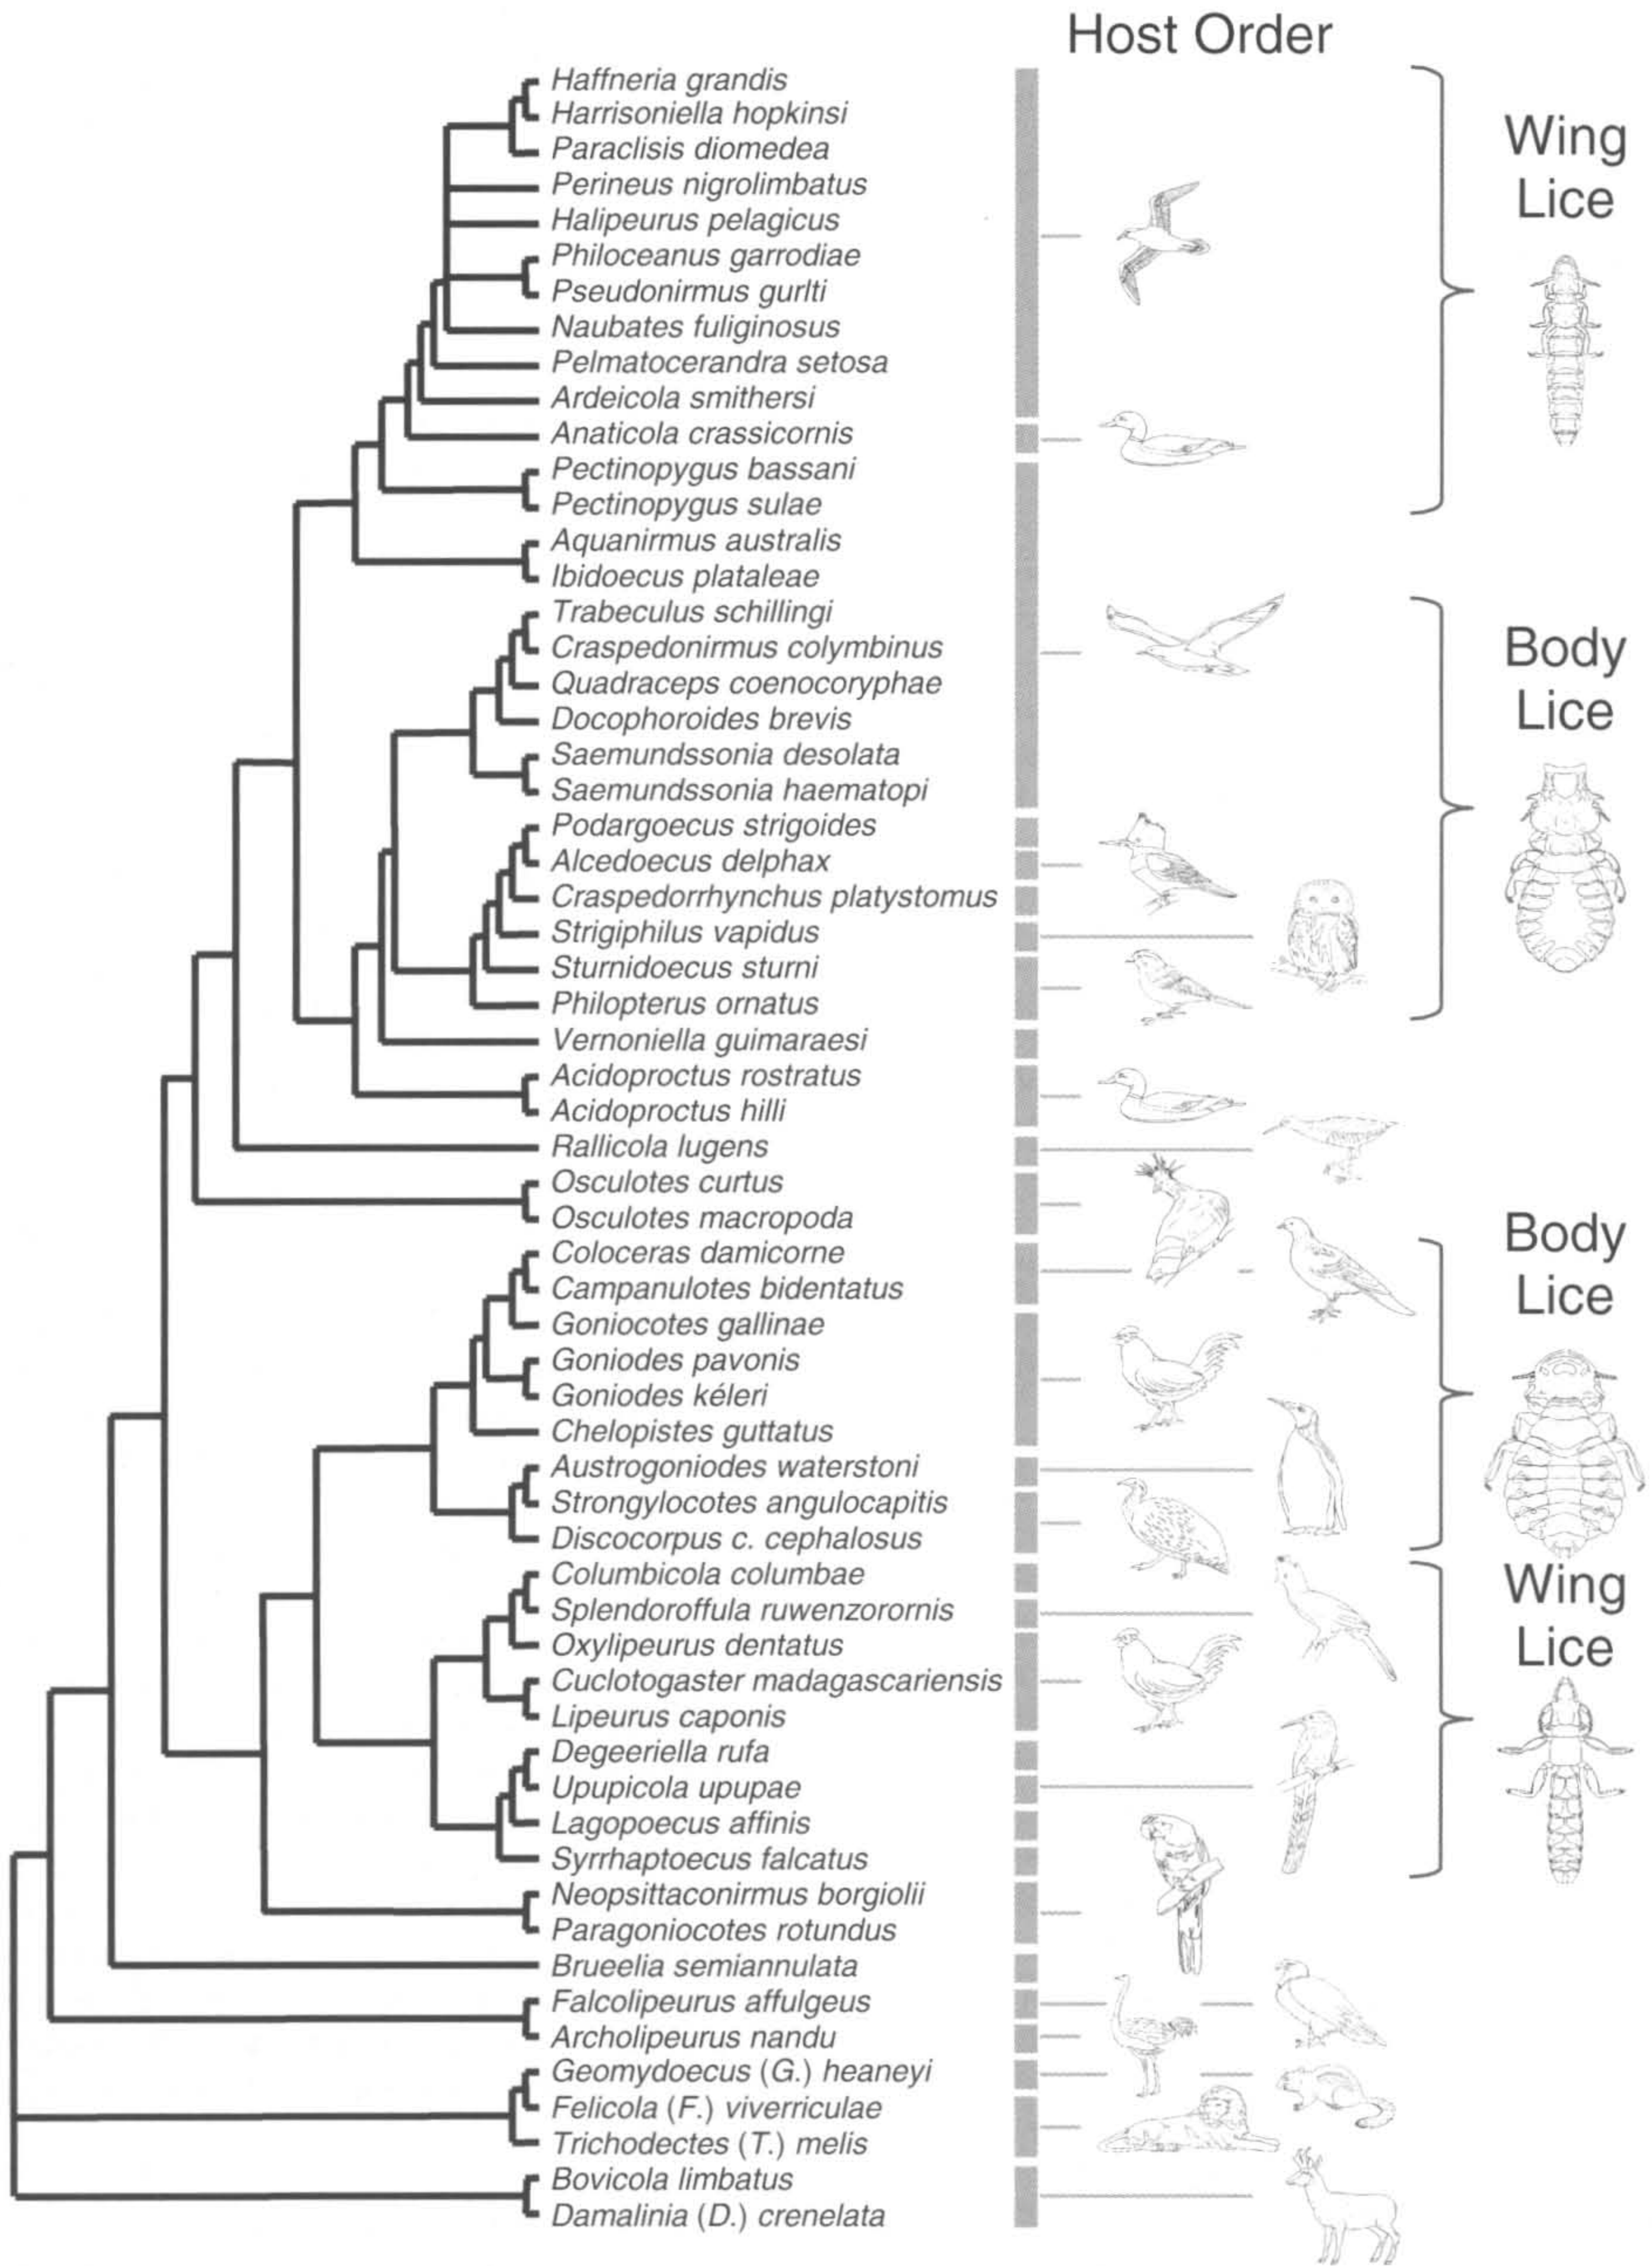 Host Order
Haffneria grandis
Harrisoniella hopkinsi
Paraclisis diomedea
Perineus nigrolimbatus
Halipeurus pelagicus
Philoceanus garrodiae
Pseudonirmus gurlti
Naubates fuliginosus
Pelmatocerandra setosa
Ardeicola smithersi
Anaticola crassicornis
Pectinopygus bassani
Pectinopygus sulae
Aquanirmus australis
Ibidoecus plataleae
Trabeculus schillingi
Craspedonirmus colymbinus
Quadraceps coenocoryphae
Docophoroides brevis
Saemundssonia desolata
Saemundssonia haematopi
Podargoecus strigoides
Alcedoecus delphax
Craspedorrhynchus platystomus
Strigiphilus vapidus
Sturnidoecus sturni
Philopterus ornatus
Vernoniella guimaraesi
Acidoproctus rostratus
Acidoproctus hilli
Rallicola lugens
Osculotes curtus
Osculotes macropoda
Coloceras damicorne
Campanulotes bidentatus
Goniocotes gallinae
Goniodes pavonis
Goniodes kéleri
Chelopistes guttatus
Austrogoniodes waterstoni
Strongylocotes angulocapitis
Discocorpus c. cephalosus
Columbicola columbae
Splendoroffula ruwenzorornis
Oxylipeurus dentatus
Cuclotogaster madagascariensis
Lipeurus caponis
Degeeriella rufa
Upupicola upupae
Lagopoecus affinis
Syrrhaptoecus falcatus
Neopsittaconirmus borgiolii
Paragoniocotes rotundus
Brueelia semiannulata
Falcolipeurus affulgeus
Archolipeurus nandu
Geomydoecus (G.) heaneyi
Felicola (F.) viverriculae
Trichodectes (T.) melis
Bovicola limbatus
Damalinia (D.) crenelata
Wing
Lice
Body
Lice
Body
Lice
Wing
Lice